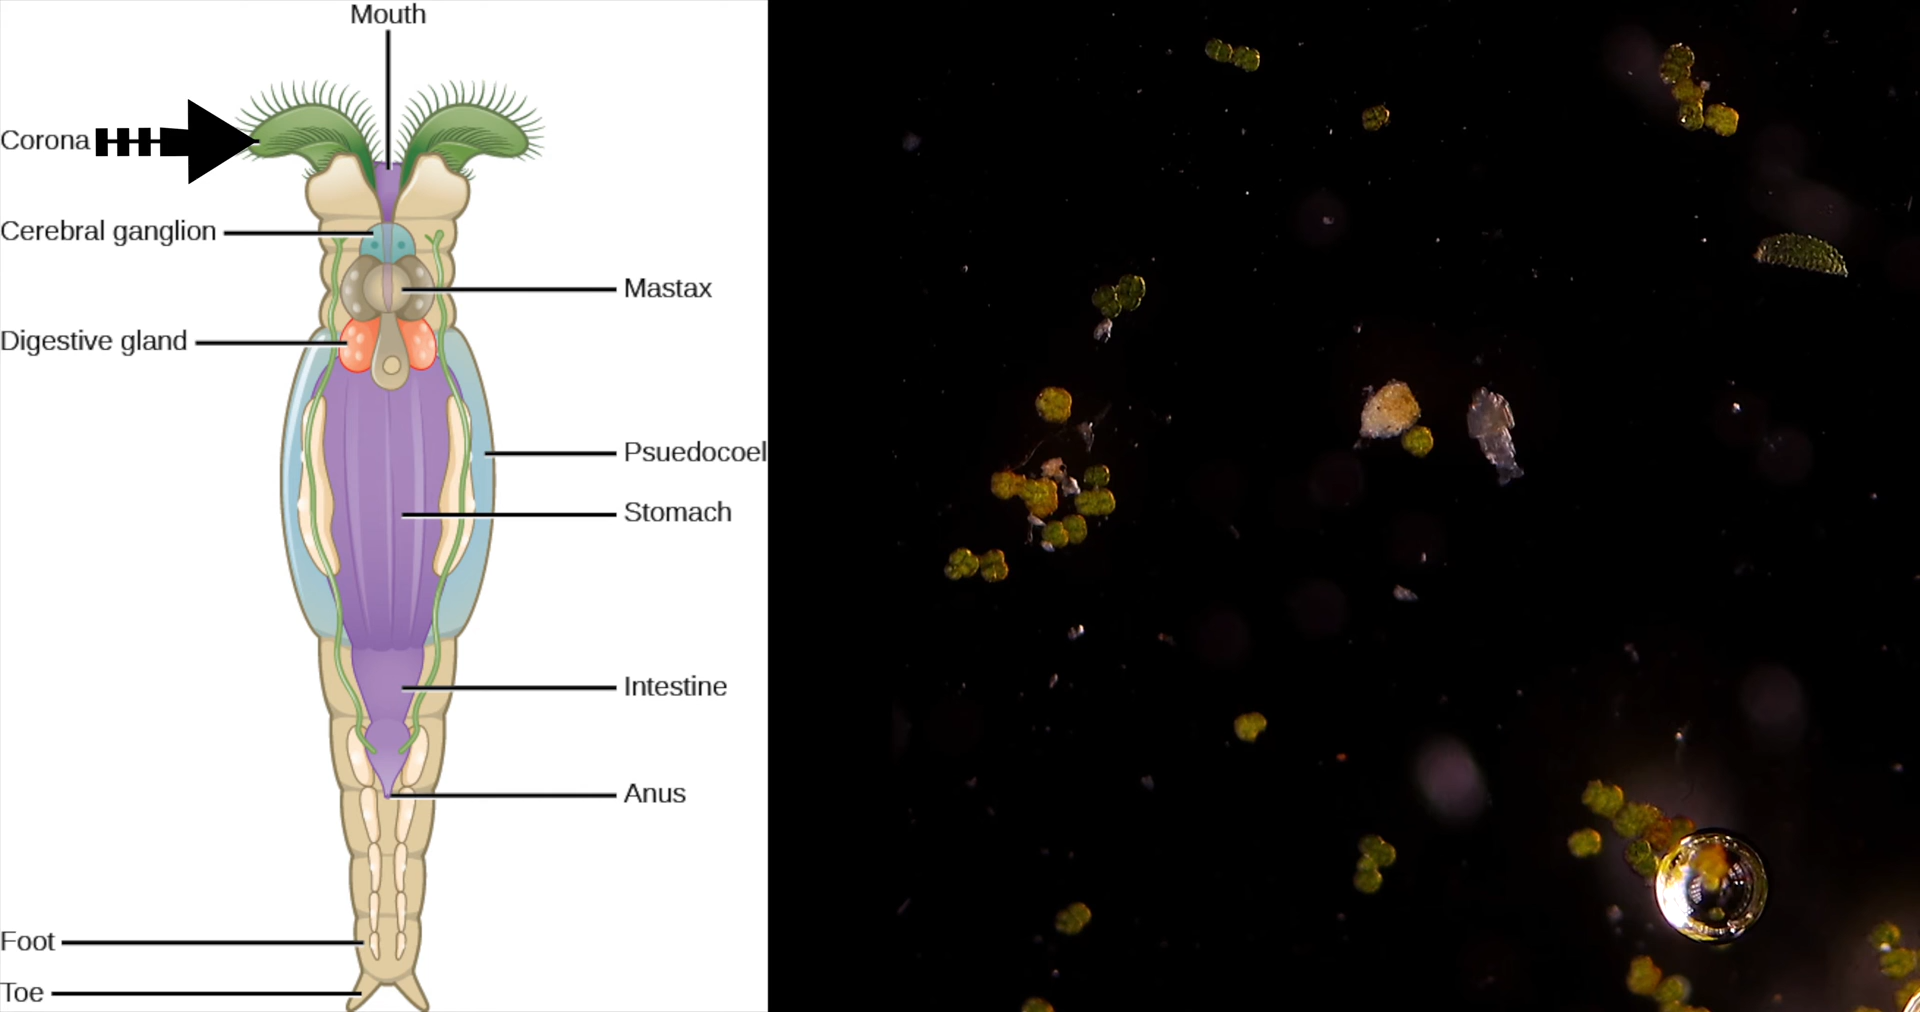 Mouth
Corona
Cerebral ganglion
Mastax
Digestive gland
Psuedocoel
Stomach
Intestine
Anus
Foot
Toe